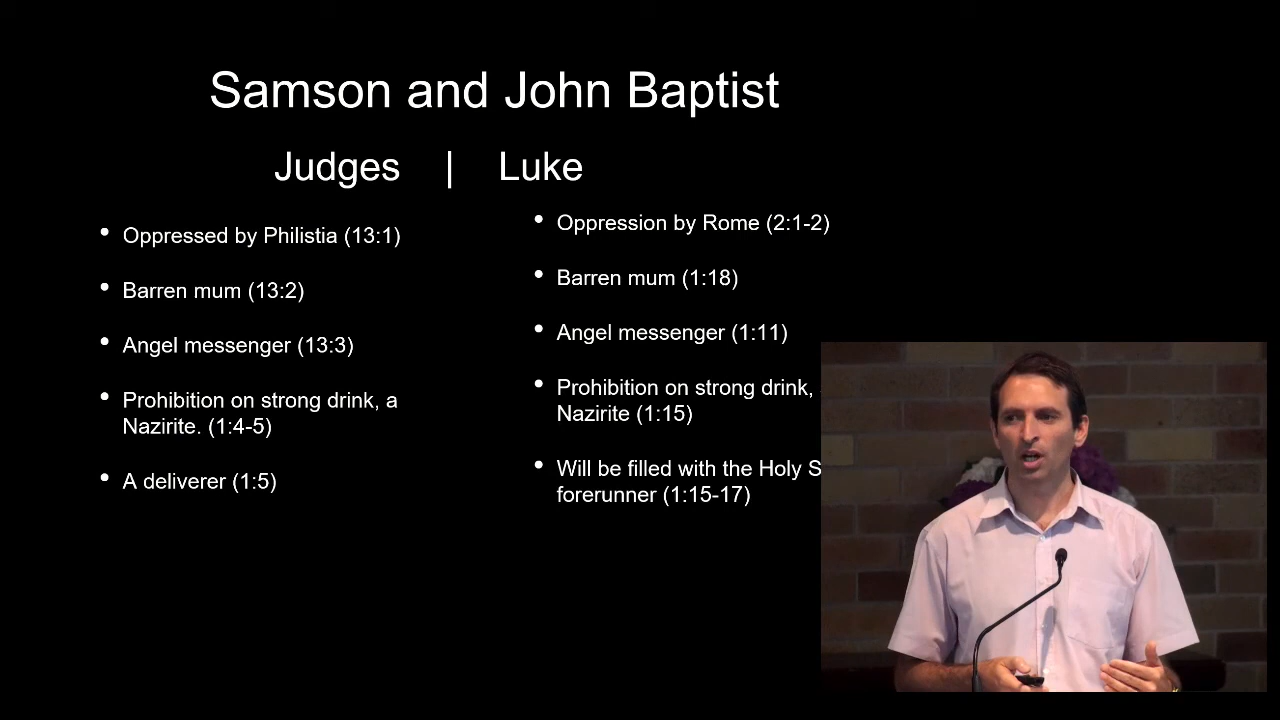 Samson and John Baptist
Judges | Luke
• Oppressed by Philistia (13:1)
• Barren mum (13:2)
• Angel messenger (13:3)
• Prohibition on strong drink, a
Nazirite. (1:4-5)
• A deliverer (1:5)
• Oppression by Rome (2:1-2)
• Barren mum (1:18)
• Angel messenger (1:11)
• Prohibition on strong drink,
Nazirite (1:15)
• Will be filled with the Holy S
forerunner (1:15-17)